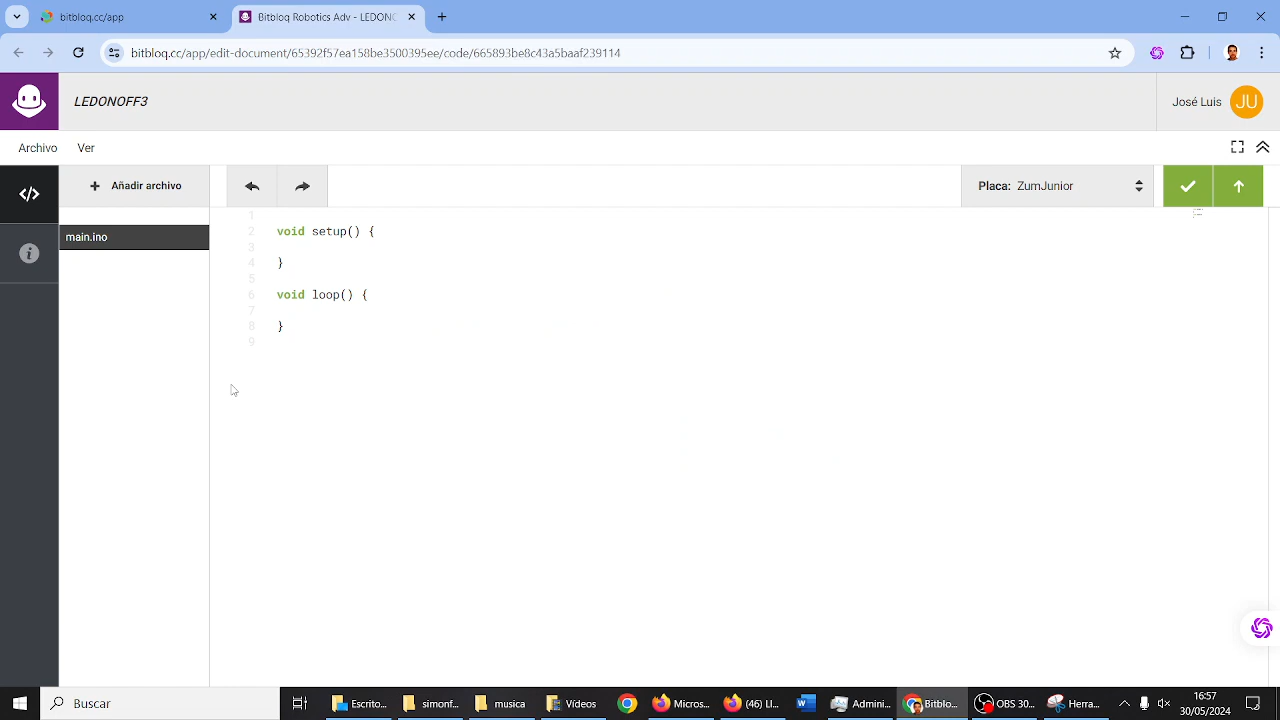 bitbloq.cc/app
Bitbloq Robotics Adv - LEDONC
bitbloq.cc/app/edit-document/65392f57ea158be3500395ee/code/665893be8c43a5baaf239114
LEDONOFF3
José Luis
JU
Archivo
Ver
Añadir archivo
Placa: ZumJunior
main.ino
1
2 void setup() {
3
4 }
5
6 void loop() {
7
8 }
9
Buscar
Escrito...
simonf...
musica
Vídeos
Micros...
(46) Ll...
Admini...
Bitblo...
OBS 30...
Herra...
16:57
30/05/2024